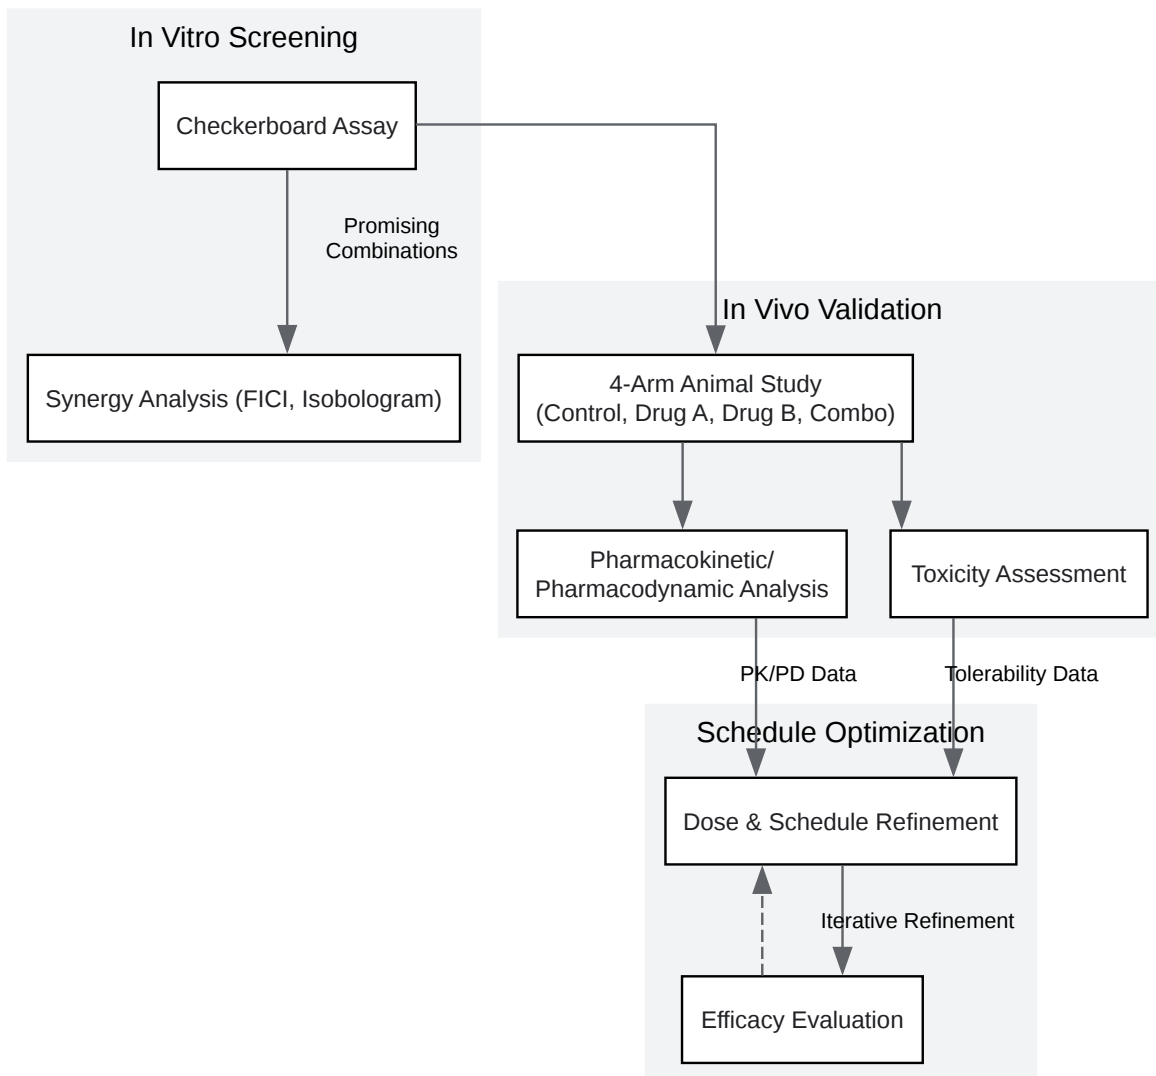 In Vitro Screening
Checkerboard Assay
Promising
Combinations
Synergy Analysis (FICI, Isobologram)
In Vivo Validation
4-Arm Animal Study
(Control, Drug A, Drug B, Combo)
Pharmacokinetic/
Pharmacodynamic Analysis
Toxicity Assessment
PK/PD Data
Tolerability Data
Schedule Optimization
Dose & Schedule Refinement
Iterative Refinement
Efficacy Evaluation